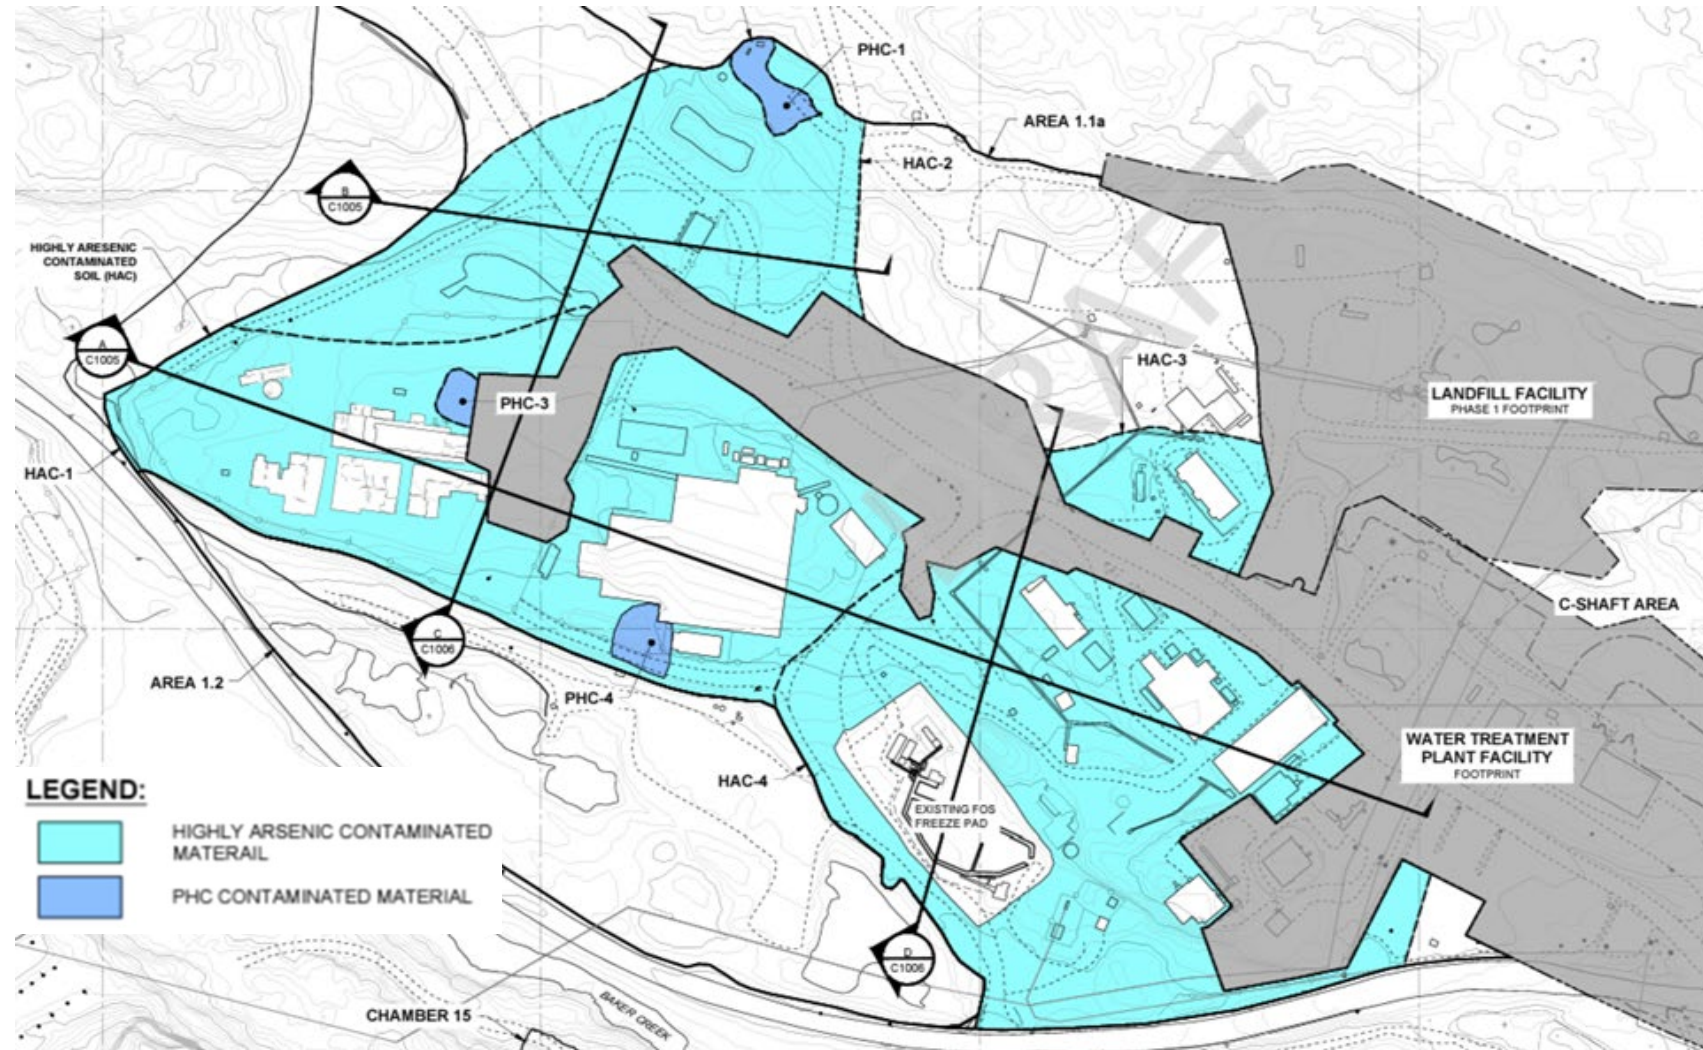 PHC-1
AREA 1.1a
HAC-2
B
C1005
HIGHLY ARESENIC
CONTAMINATED
SOIL (HAC)
A
C1005
HAC-3
LANDFILL FACILITY
PHASE 1 FOOTPRINT
PHC-3
HAC-1
C-SHAFT AREA
C
C1006
AREA 1.2
PHC-4
WATER TREATMENT
PLANT FACILITY
FOOTPRINT
HAC-4
EXISTING FOS
FREEZE PAD
LEGEND:
HIGHLY ARSENIC CONTAMINATED
MATERAIL
PHC CONTAMINATED MATERIAL
D
C1006
CHAMBER 15
BAKER CREEK
DRAFT